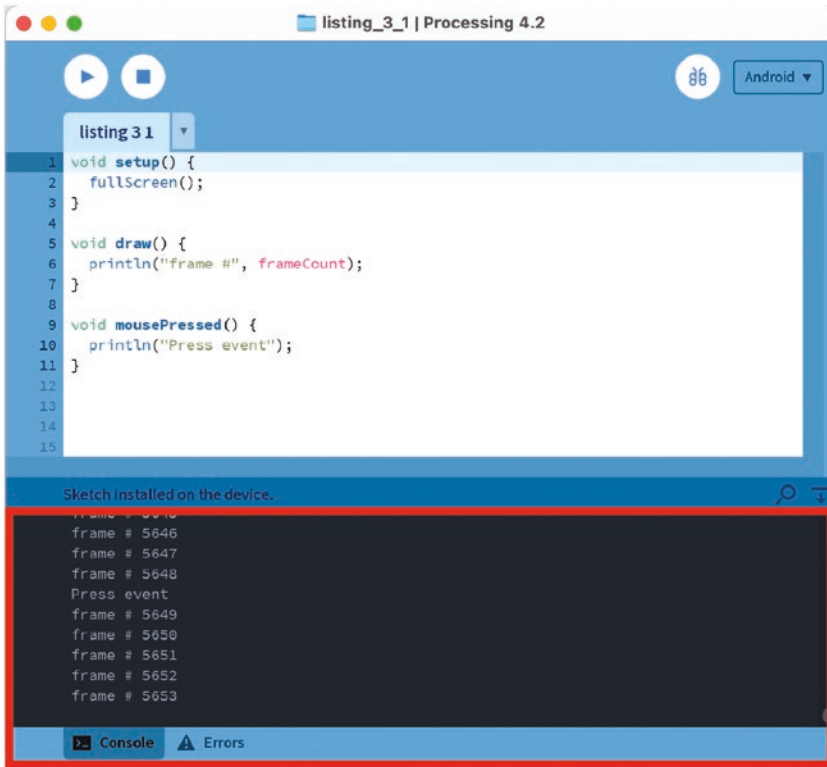 listing_3_1 | Processing 4.2
Android
listing 3 1
1 void setup() {
2   fullScreen();
3 }
4
5 void draw() {
6   println("frame #", frameCount);
7 }
8
9 void mousePressed() {
10   println("Press event");
11 }
12
13
14
15
Sketch installed on the device.
frame # 5646
frame # 5647
frame # 5648
Press event
frame # 5649
frame # 5650
frame # 5651
frame # 5652
frame # 5653
Console
Errors